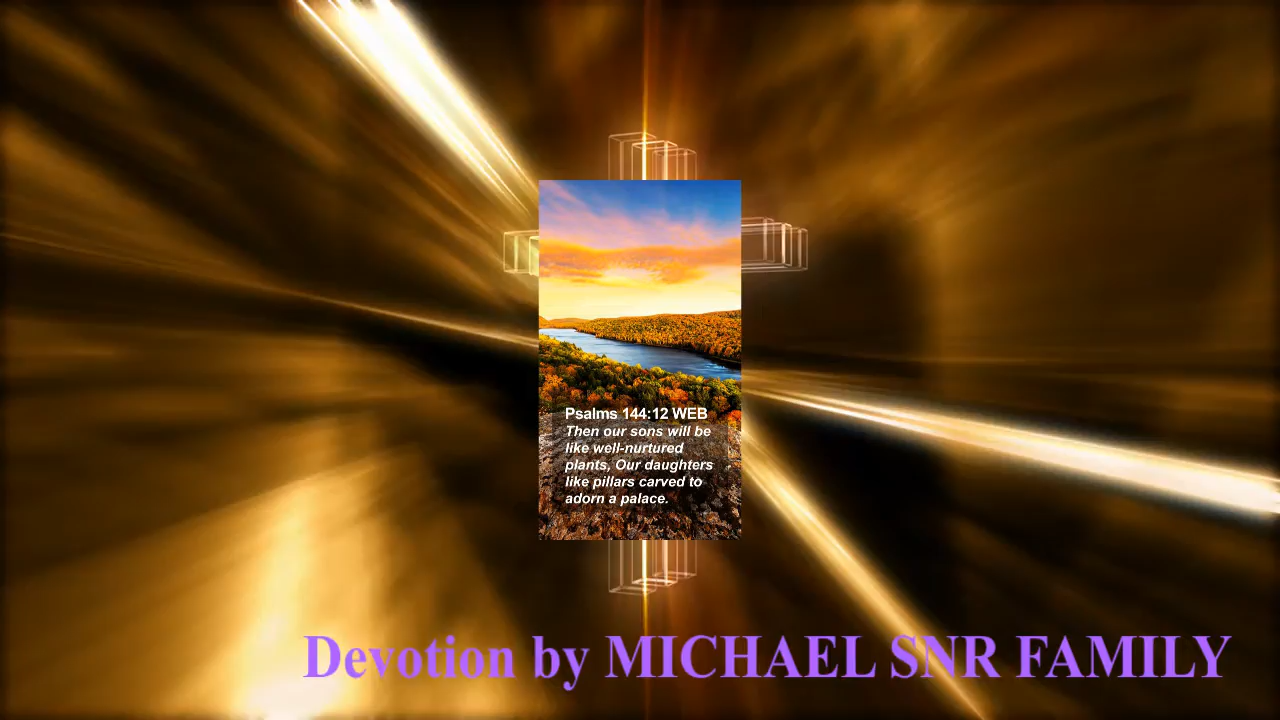 Psalms 144:12 WEB
Then our sons will be
like well-nurtured
plants, Our daughters
like pillars carved to
adorn a palace.
Devotion by MICHAEL SNR FAMILY